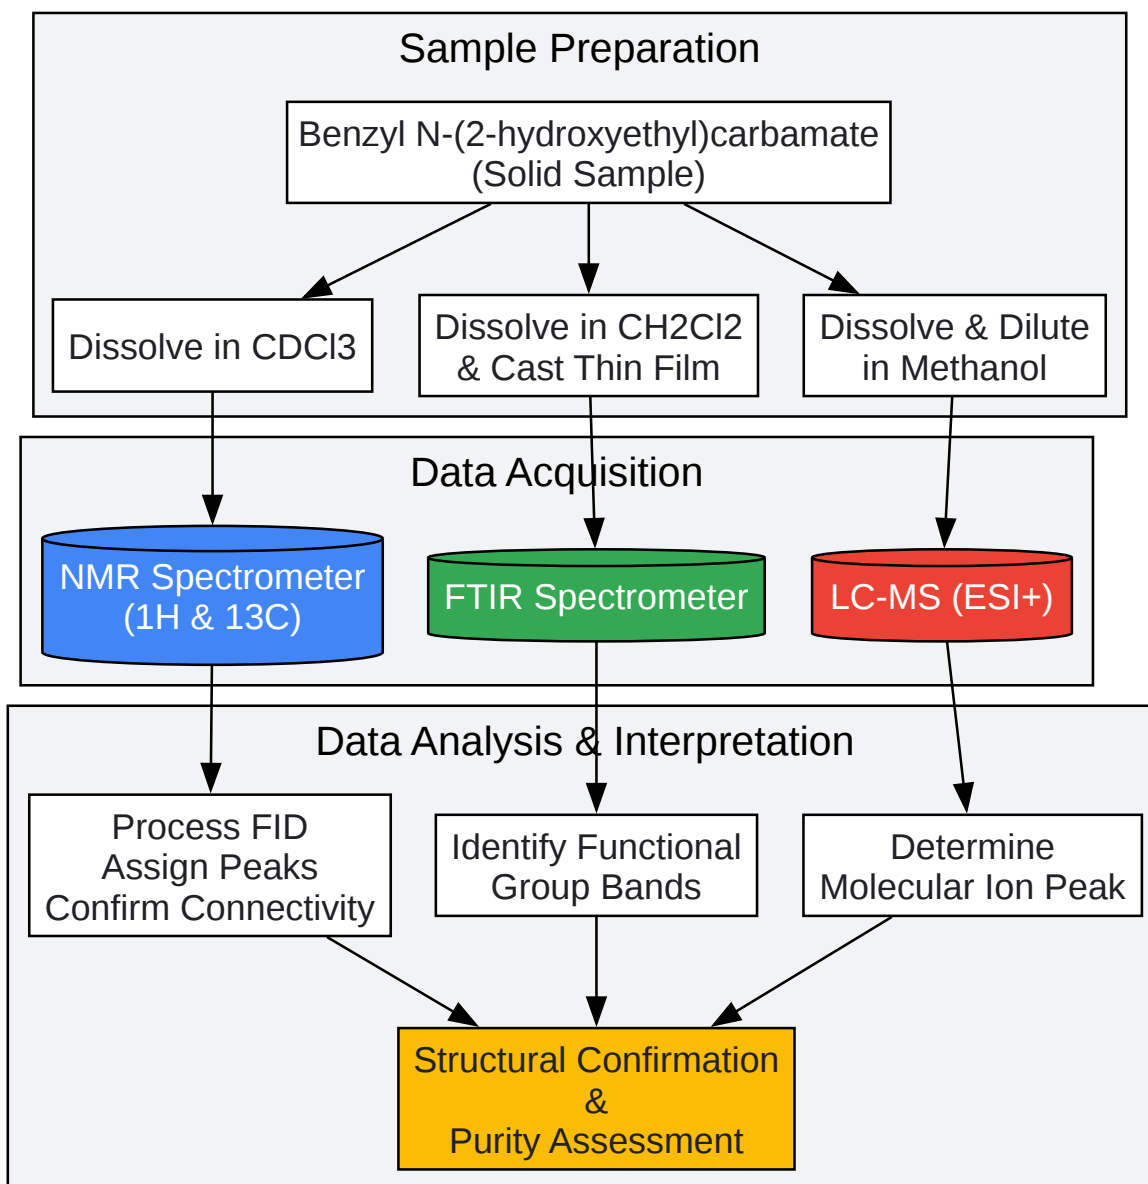 Sample Preparation
Benzyl N-(2-hydroxyethyl)carbamate
(Solid Sample)
Dissolve in CDCl3
Dissolve in CH2Cl2
& Cast Thin Film
Dissolve & Dilute
in Methanol
Data Acquisition
NMR Spectrometer
(1H & 13C)
FTIR Spectrometer
LC-MS (ESI+)
Data Analysis & Interpretation
Process FID
Assign Peaks
Confirm Connectivity
Identify Functional
Group Bands
Determine
Molecular Ion Peak
Structural Confirmation
&
Purity Assessment